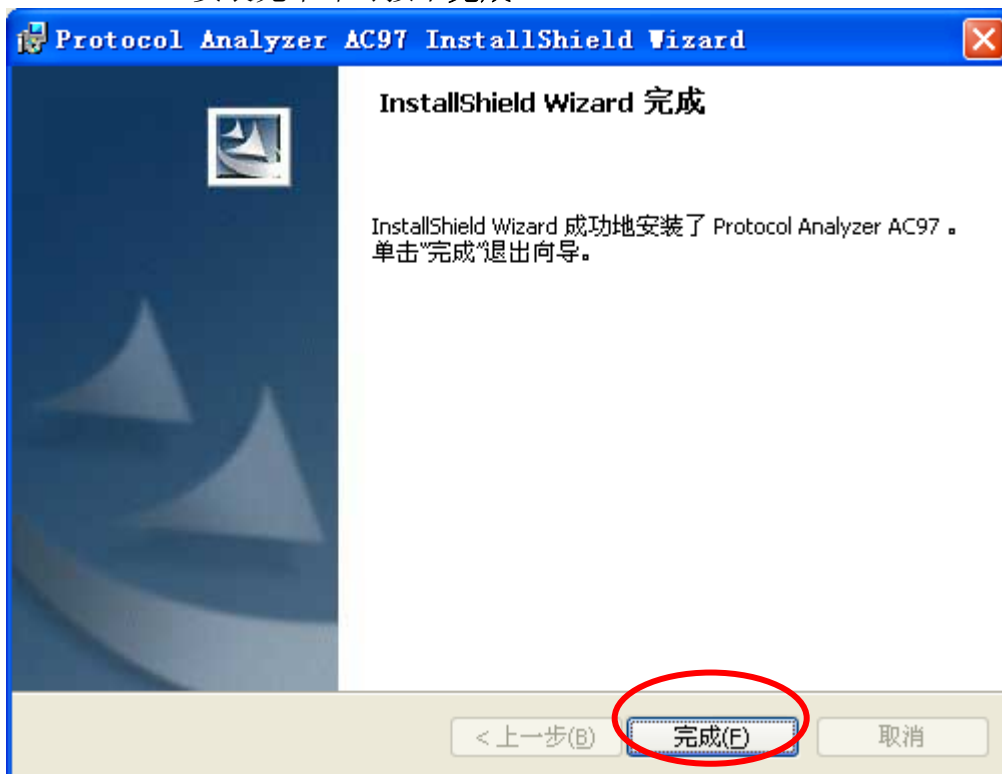 Protocol Analyzer AC97 InstallShield Wizard
InstallShield Wizard 完成
InstallShield Wizard 成功地安装了 Protocol Analyzer AC97 。
单击"完成"退出向导。
< 上一步(B)
完成(F)
取消